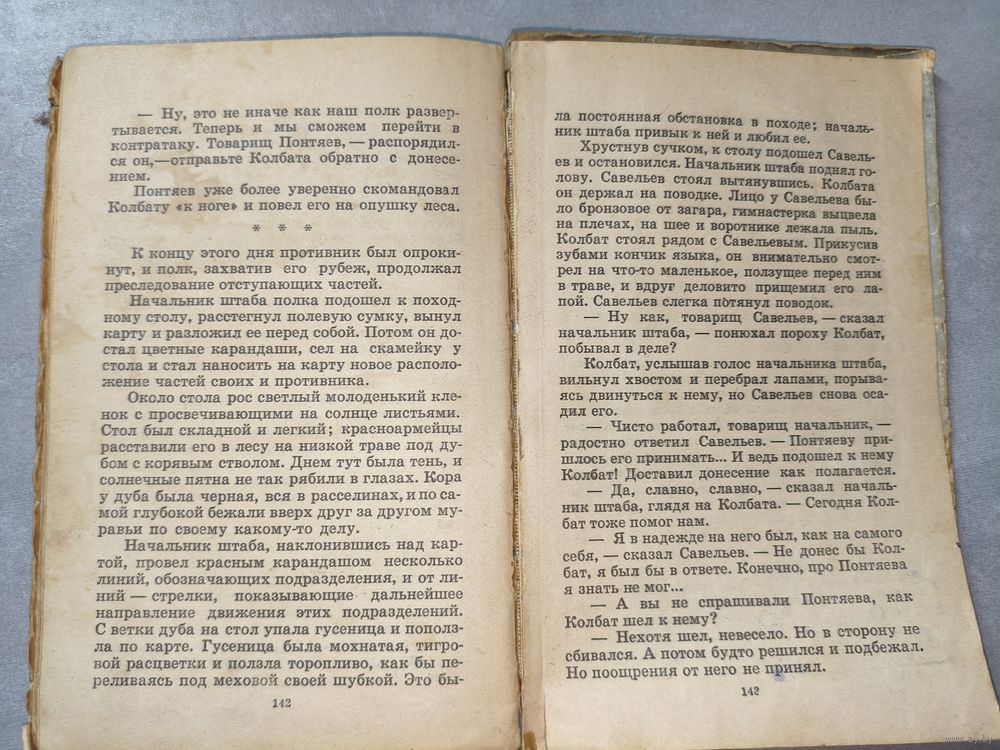 — Ну, это не иначе как наш полк развер-
тывается. Теперь и мы сможем перейти в
контратаку. Товарищ Понтяев, — распорядил-
ся он,—отправьте Колбата обратно с донесе-
нием.
Понтяев уже более уверенно скомандовал
Колбату «к ноге» и повел его на опушку леса.
* * *
К концу этого дня противник был опроки-
нут, и полк, захватив его рубеж, продолжал
преследование отступающих частей.
Начальник штаба полка подошел к поход-
ному столу, расстегнул полевую сумку, вынул
карту и разложил ее перед собой. Потом он до-
стал цветные карандаши, сел на скамейку у
стола и стал наносить на карту новое располо-
жение частей своих и противника.
Около стола рос светлый молоденький кле-
нок с просвечивающими на солнце листьями.
Стол был складной и легкий; красноармейцы
расставили его в лесу на низкой траве под ду-
бом с корявым стволом. Днем тут была тень, и
солнечные пятна не так рябили в глазах. Кора
у дуба была черная, вся в расселинах, и по са-
мой глубокой бежали вверх друг за другом му-
равьи по своему какому-то делу.
Начальник штаба, наклонившись над кар-
той, провел красным карандашом несколько
линий, обозначающих подразделения, и от ли-
ний — стрелки, показывающие дальнейшее
направление движения этих подразделений.
С ветки дуба на стол упала гусеница и пополз-
ла по карте. Гусеница была мохнатая, тигро-
вой расцветки и ползла торопливо, как бы пе-
реливаясь под меховой своей шубкой. Это бы-
142
ла постоянная обстановка в походе; началь-
ник штаба привык к ней и любил ее.
Хрустнув сучком, к столу подошел Савель-
ев и остановился. Начальник штаба поднял го-
лову. Савельев стоял вытянувшись. Колбата
он держал на поводке. Лицо у Савельева бы-
ло бронзовое от загара, гимнастерка выцвела
на плечах, на шее и воротнике лежала пыль.
Колбат стоял рядом с Савельевым. Прикусив
зубами кончик языка, он внимательно смот-
рел на что-то маленькое, ползущее перед ним
в траве, и вдруг деловито прищемил его ла-
пой. Савельев слегка потянул поводок.
— Ну как, товарищ Савельев, — сказал
начальник штаба, — понюхал пороху Колбат,
побывал в деле?
Колбат, услышав голос начальника штаба,
вильнул хвостом и перебрал лапами, порыва-
ясь двинуться к нему, но Савельев снова оса-
дил его.
— Чисто работал, товарищ начальник, —
радостно ответил Савельев. — Понтяеву при-
шлось его принимать... И ведь подошел к нему
Колбат! Доставил донесение как полагается.
— Да, славно, славно, — сказал началь-
ник штаба, глядя на Колбата. — Сегодня Кол-
бат тоже помог нам.
— Я в надежде на него был, как на самого
себя, — сказал Савельев. — Не донес бы Кол-
бат, я был бы в ответе. Конечно, про Понтяева
я знать не мог...
— А вы не спрашивали Понтяева, как
Колбат шел к нему?
— Нехотя шел, невесело. Но в сторону не
сбивался. А потом будто решился и подбежал.
Но поощрения от него не принял.
143